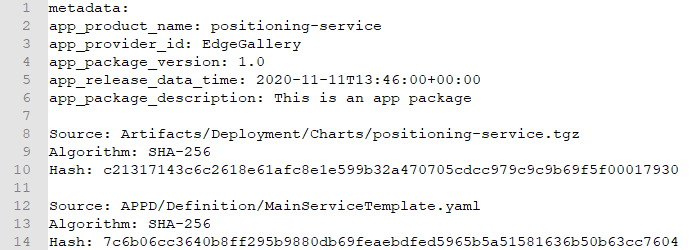 1 metadata:
2 app_product_name: positioning-service
3 app_provider_id: EdgeGallery
4 app_package_version: 1.0
5 app_release_data_time: 2020-11-11T13:46:00+00:00
6 app_package_description: This is an app package
7
8 Source: Artifacts/Deployment/Charts/positioning-service.tgz
9 Algorithm: SHA-256
10 Hash: c21317143c6c2618e61afc8e1e599b32a470705cdcc979c9c9b69f5f00017930
11
12 Source: APPD/Definition/MainServiceTemplate.yaml
13 Algorithm: SHA-256
14 Hash: 7c6b06cc3640b8ff295b9880db69feaebdfed5965b5a51581636b50b63cc7604